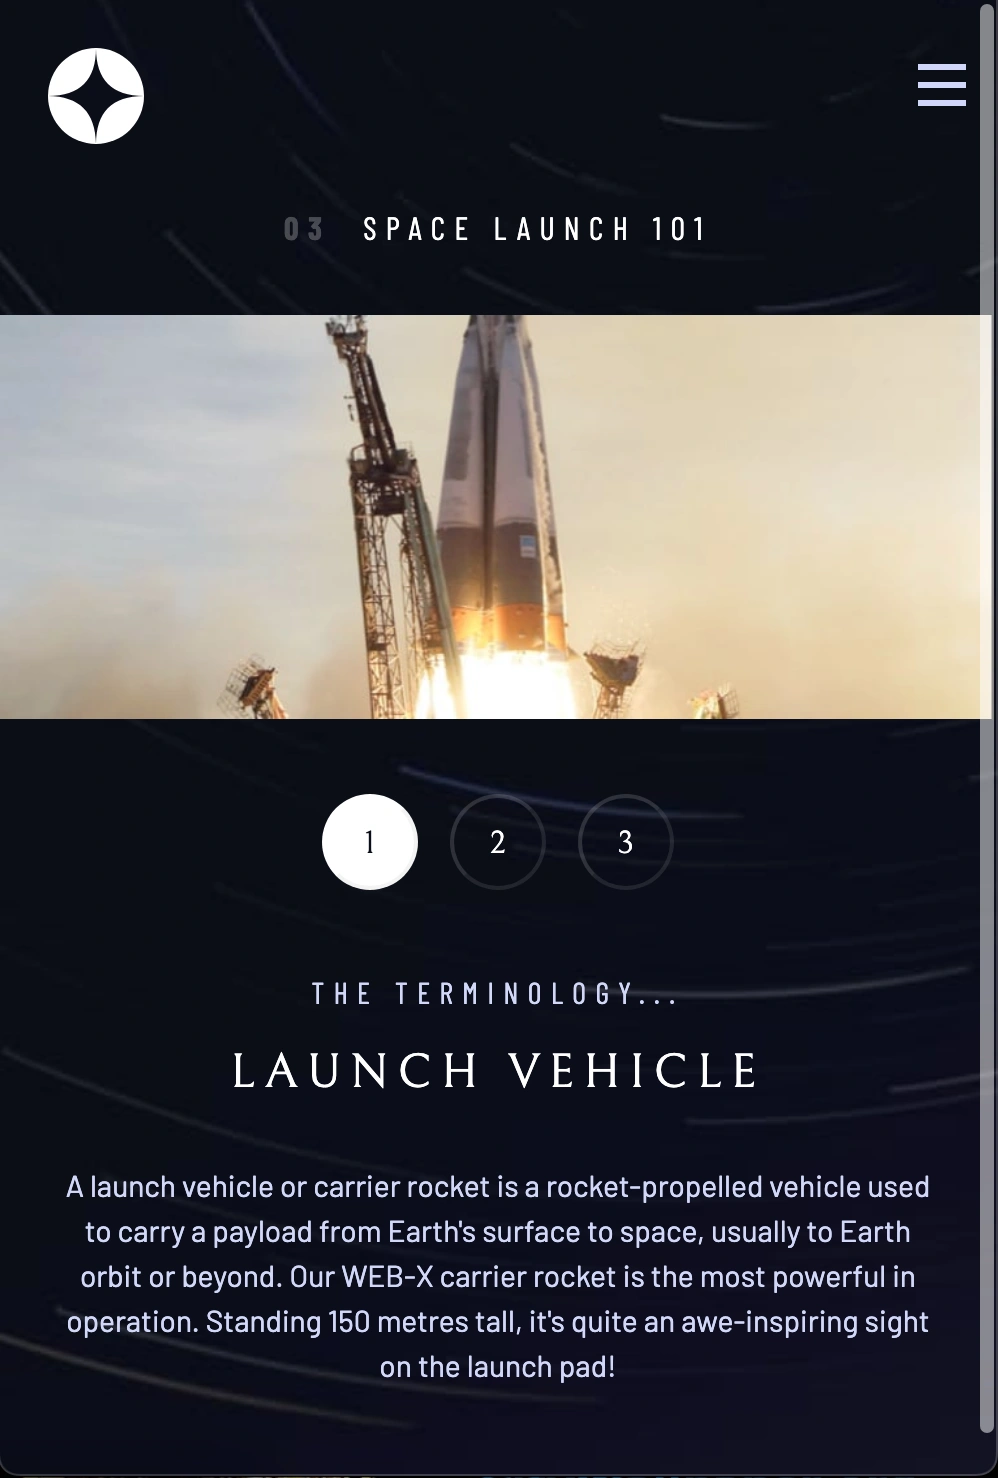 03 SPACE LAUNCH 101
1 2 3
THE TERMINOLOGY...
LAUNCH VEHICLE
A launch vehicle or carrier rocket is a rocket-propelled vehicle used
to carry a payload from Earth's surface to space, usually to Earth
orbit or beyond. Our WEB-X carrier rocket is the most powerful in
operation. Standing 150 metres tall, it's quite an awe-inspiring sight
on the launch pad!